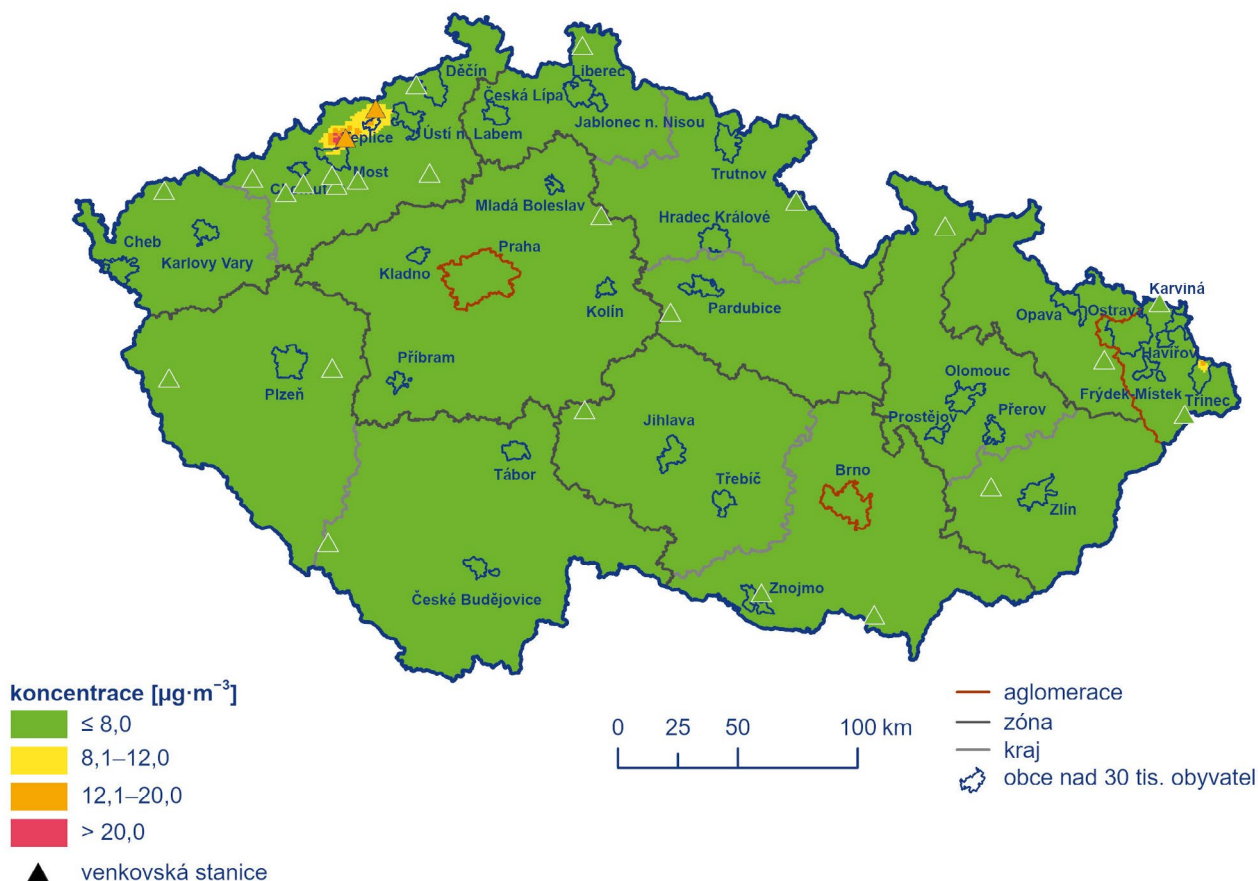 Děčín
Liberec
Česká Lípa
Jablonec n. Nisou
Ústí n. Labem
Teplice
Trutnov
Most
Mladá Boleslav
Hradec Králové
Cheb
Karlovy Vary
Praha
Kladno
Kolín
Pardubice
Karviná
Opava
Ostrava
Havířov
Příbram
Plzeň
Olomouc
Frýdek Místek
Třinec
Prostějov
Přerov
Jihlava
Tábor
Třebíč
Brno
Zlín
České Budějovice
Znojmo
koncentrace [µg·m⁻³]
≤ 8,0
8,1–12,0
12,1–20,0
> 20,0
venkovská stanice
0 25 50 100 km
aglomerace
zóna
kraj
obce nad 30 tis. obyvatel